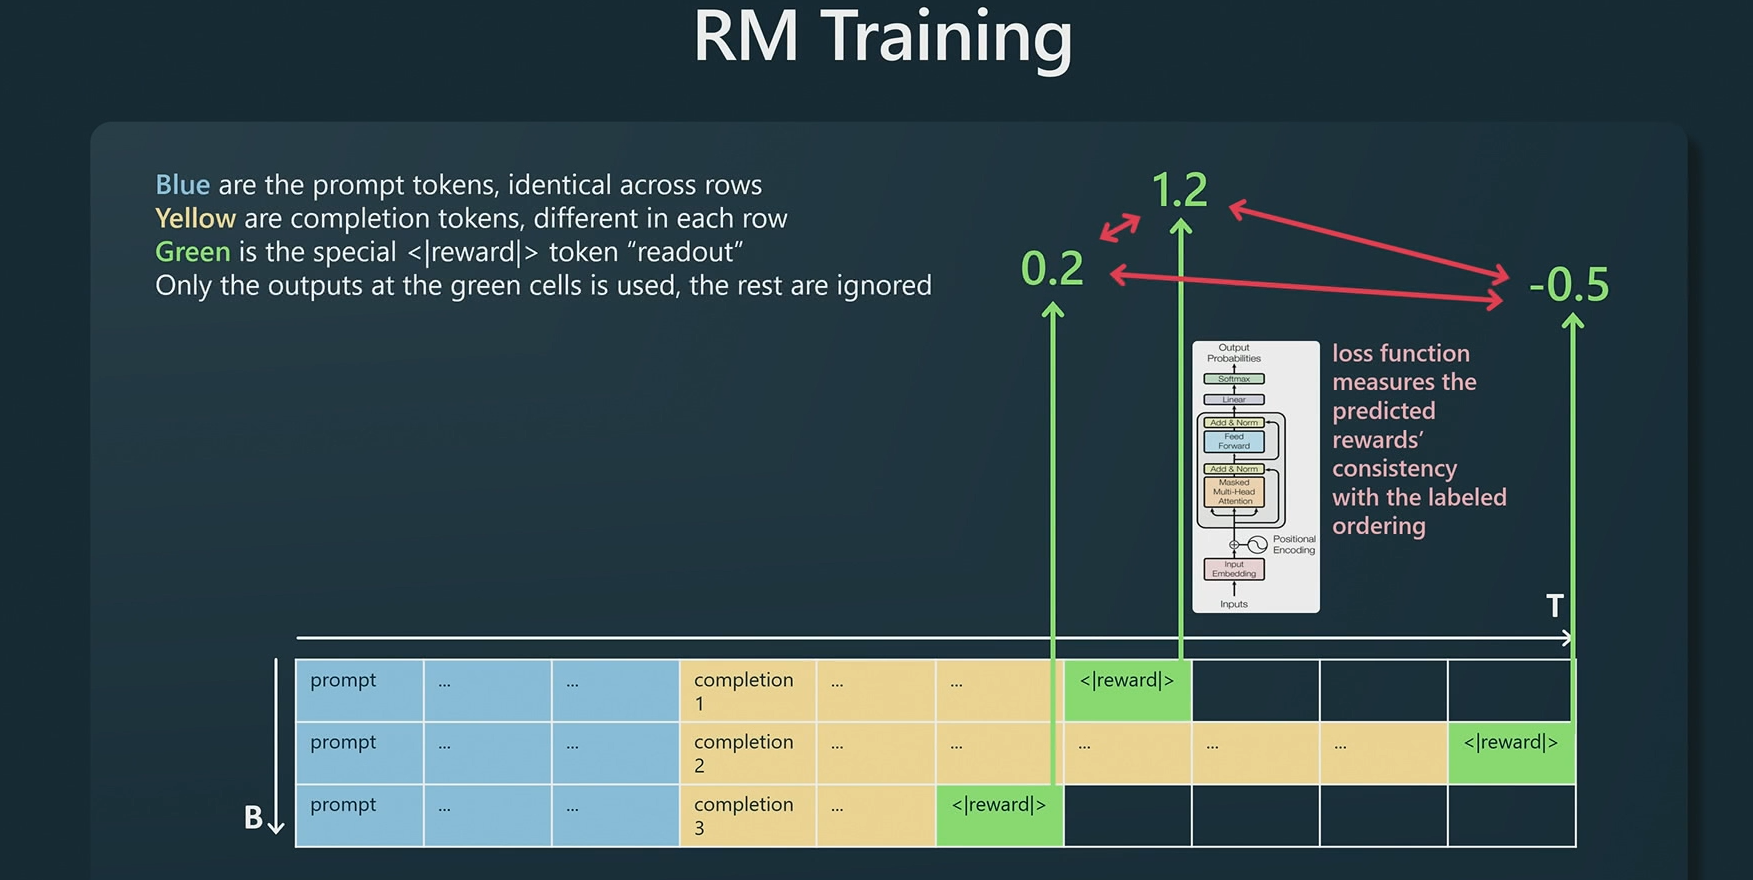 RM Training
Blue are the prompt tokens, identical across rows
Yellow are completion tokens, different in each row
Green is the special <|reward|> token “readout”
Only the outputs at the green cells is used, the rest are ignored
1.2
0.2
-0.5
Output
Probabilities
Softmax
Linear
Add & Norm
Feed
Forward
Add & Norm
Masked
Multi-Head
Attention
Positional
Encoding
Input
Embedding
Inputs
loss function
measures the
predicted
rewards’
consistency
with the labeled
ordering
T
B
prompt ... ... completion 1 ... ... <|reward|>
prompt ... ... completion 2 ... ... ... ... ... <|reward|>
prompt ... ... completion 3 ... <|reward|>